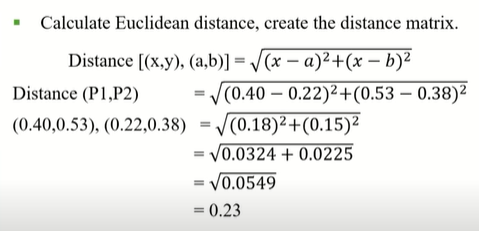 ▪ Calculate Euclidean distance, create the distance matrix.
Distance [(x,y), (a,b)] = √(x − a)²+(x − b)²
Distance (P1,P2) = √(0.40 − 0.22)²+(0.53 − 0.38)²
(0.40,0.53), (0.22,0.38) = √(0.18)²+(0.15)²
= √0.0324 + 0.0225
= √0.0549
= 0.23